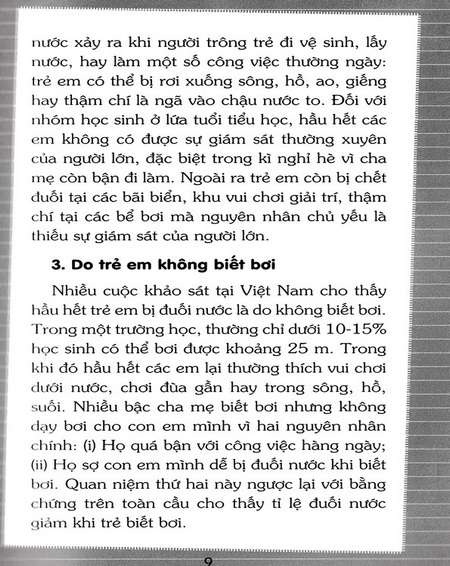 nước xảy ra khi người trông trẻ đi vệ sinh, lấy
nước, hay làm một số công việc thường ngày:
trẻ em có thể bị rơi xuống sông, hồ, ao, giếng
hay thậm chí là ngã vào chậu nước to. Đối với
nhóm học sinh ở lứa tuổi tiểu học, hầu hết các
em không có được sự giám sát thường xuyên
của người lớn, đặc biệt trong kì nghỉ hè vì cha
mẹ còn bận đi làm. Ngoài ra trẻ em còn bị chết
đuối tại các bãi biển, khu vui chơi giải trí, thậm
chí tại các bể bơi mà nguyên nhân chủ yếu là
thiếu sự giám sát của người lớn.
3. Do trẻ em không biết bơi
Nhiều cuộc khảo sát tại Việt Nam cho thấy
hầu hết trẻ em bị đuối nước là do không biết bơi.
Trong một trường học, thường chỉ dưới 10-15%
học sinh có thể bơi được khoảng 25 m. Trong
khi đó hầu hết các em lại thường thích vui chơi
dưới nước, chơi đùa gần hay trong sông, hồ,
suối. Nhiều bậc cha mẹ biết bơi nhưng không
dạy bơi cho con em mình vì hai nguyên nhân
chính: (i) Họ quá bận với công việc hàng ngày;
(ii) Họ sợ con em mình dễ bị đuối nước khi biết
bơi. Quan niệm thứ hai này ngược lại với bằng
chứng trên toàn cầu cho thấy tỉ lệ đuối nước
giảm khi trẻ biết bơi.
9